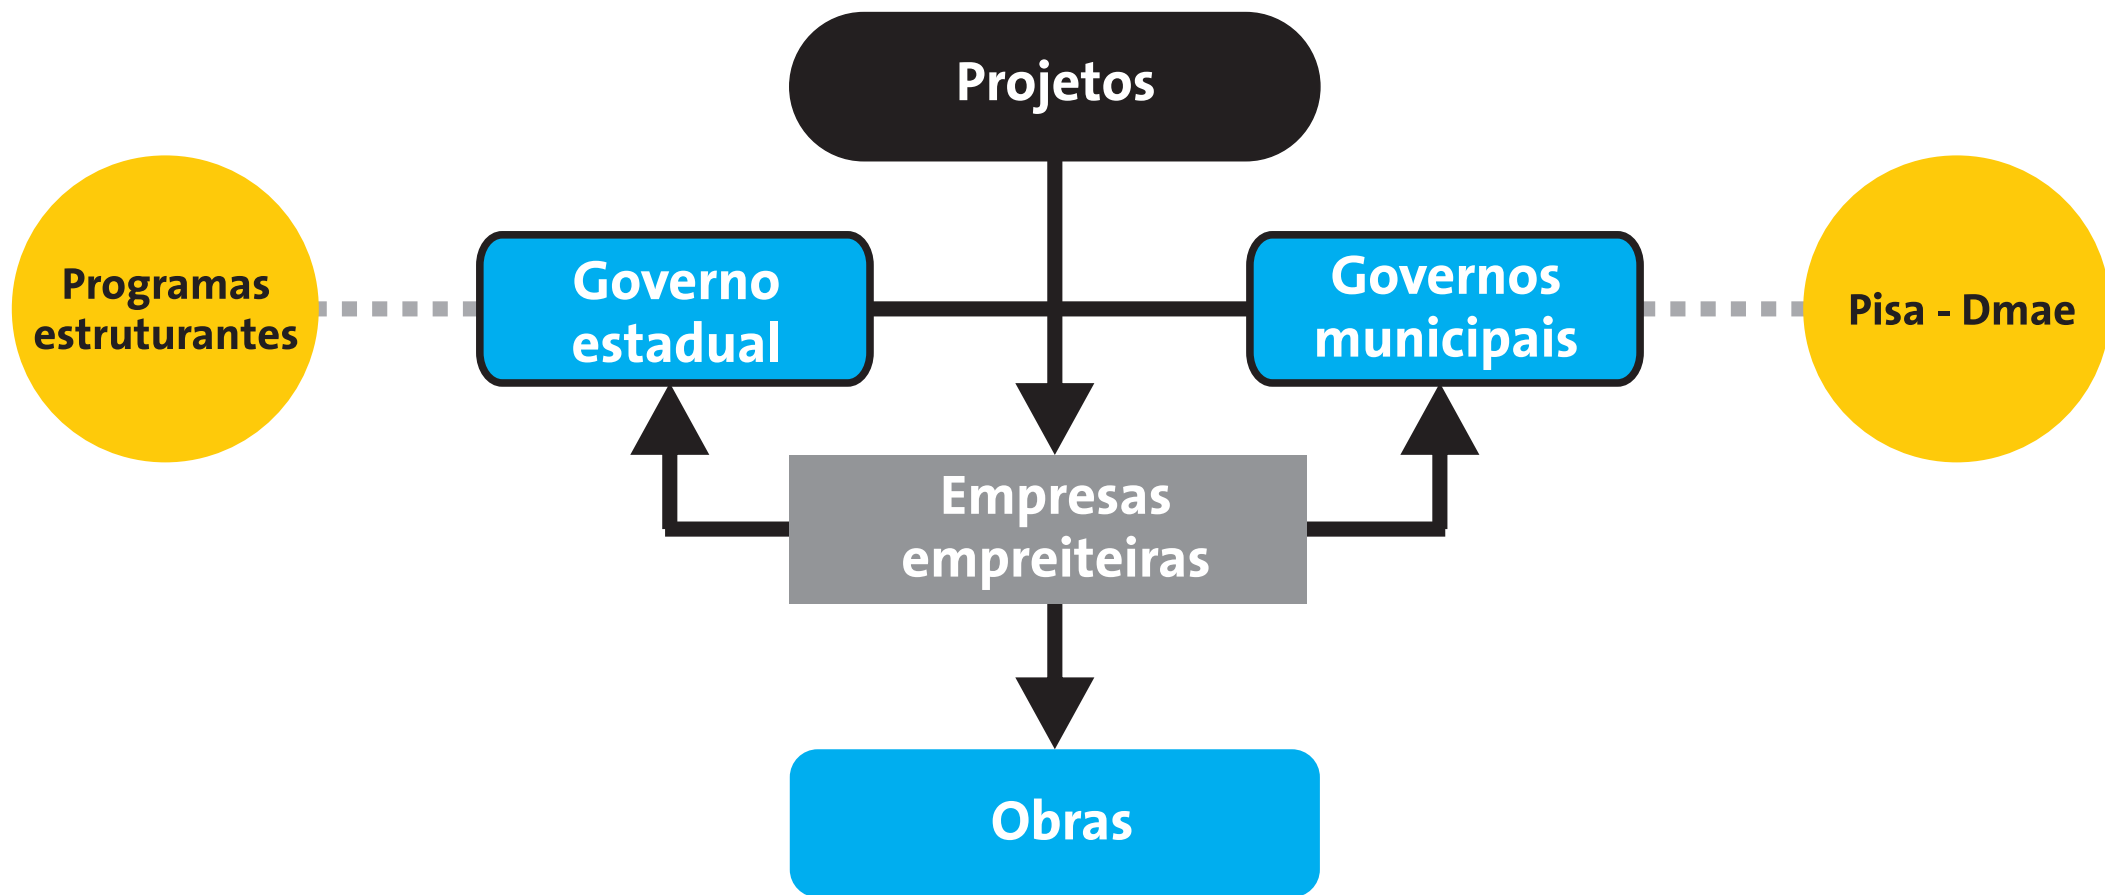 Projetos
Programas
estruturantes
Governo
estadual
Governos
municipais
Pisa - Dmae
Empresas
empreiteiras
Obras